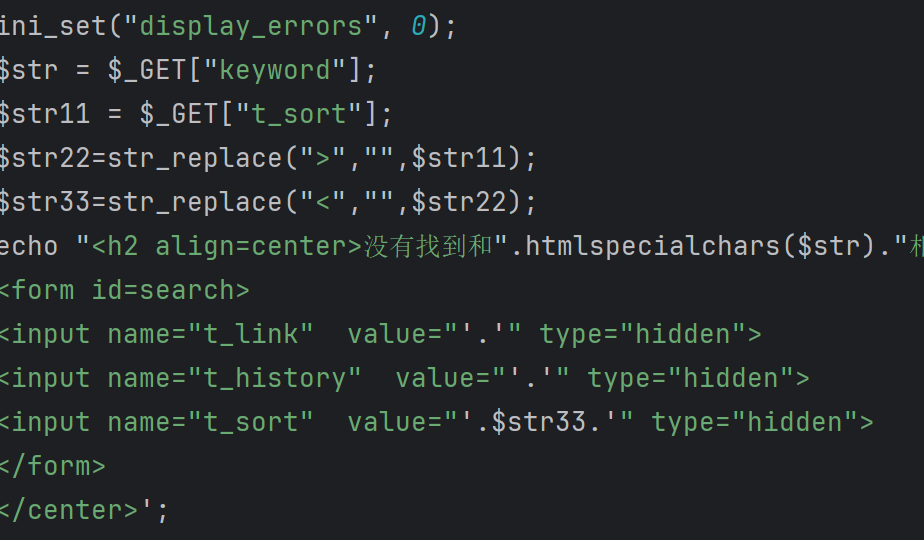 ini_set("display_errors", 0);
$str = $_GET["keyword"];
$str11 = $_GET["t_sort"];
$str22=str_replace(">","",$str11);
$str33=str_replace("<","",$str22);
echo "<h2 align=center>没有找到和".htmlspecialchars($str)."
<form id=search>
<input name="t_link"  value="'.'" type="hidden">
<input name="t_history"  value="'.'" type="hidden">
<input name="t_sort"  value="'.$str33.'" type="hidden">
</form>
</center>';